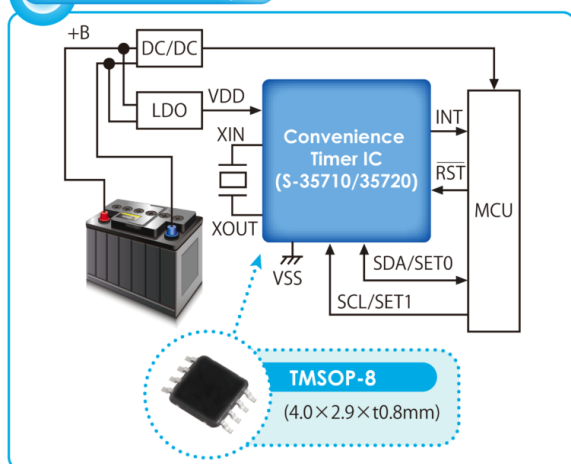 +B
DC/DC
LDO
VDD
XIN
XOUT
Convenience
Timer IC
(S-35710/35720)
INT
RST
MCU
VSS
SDA/SET0
SCL/SET1
TMSOP-8
(4.0×2.9×t0.8mm)